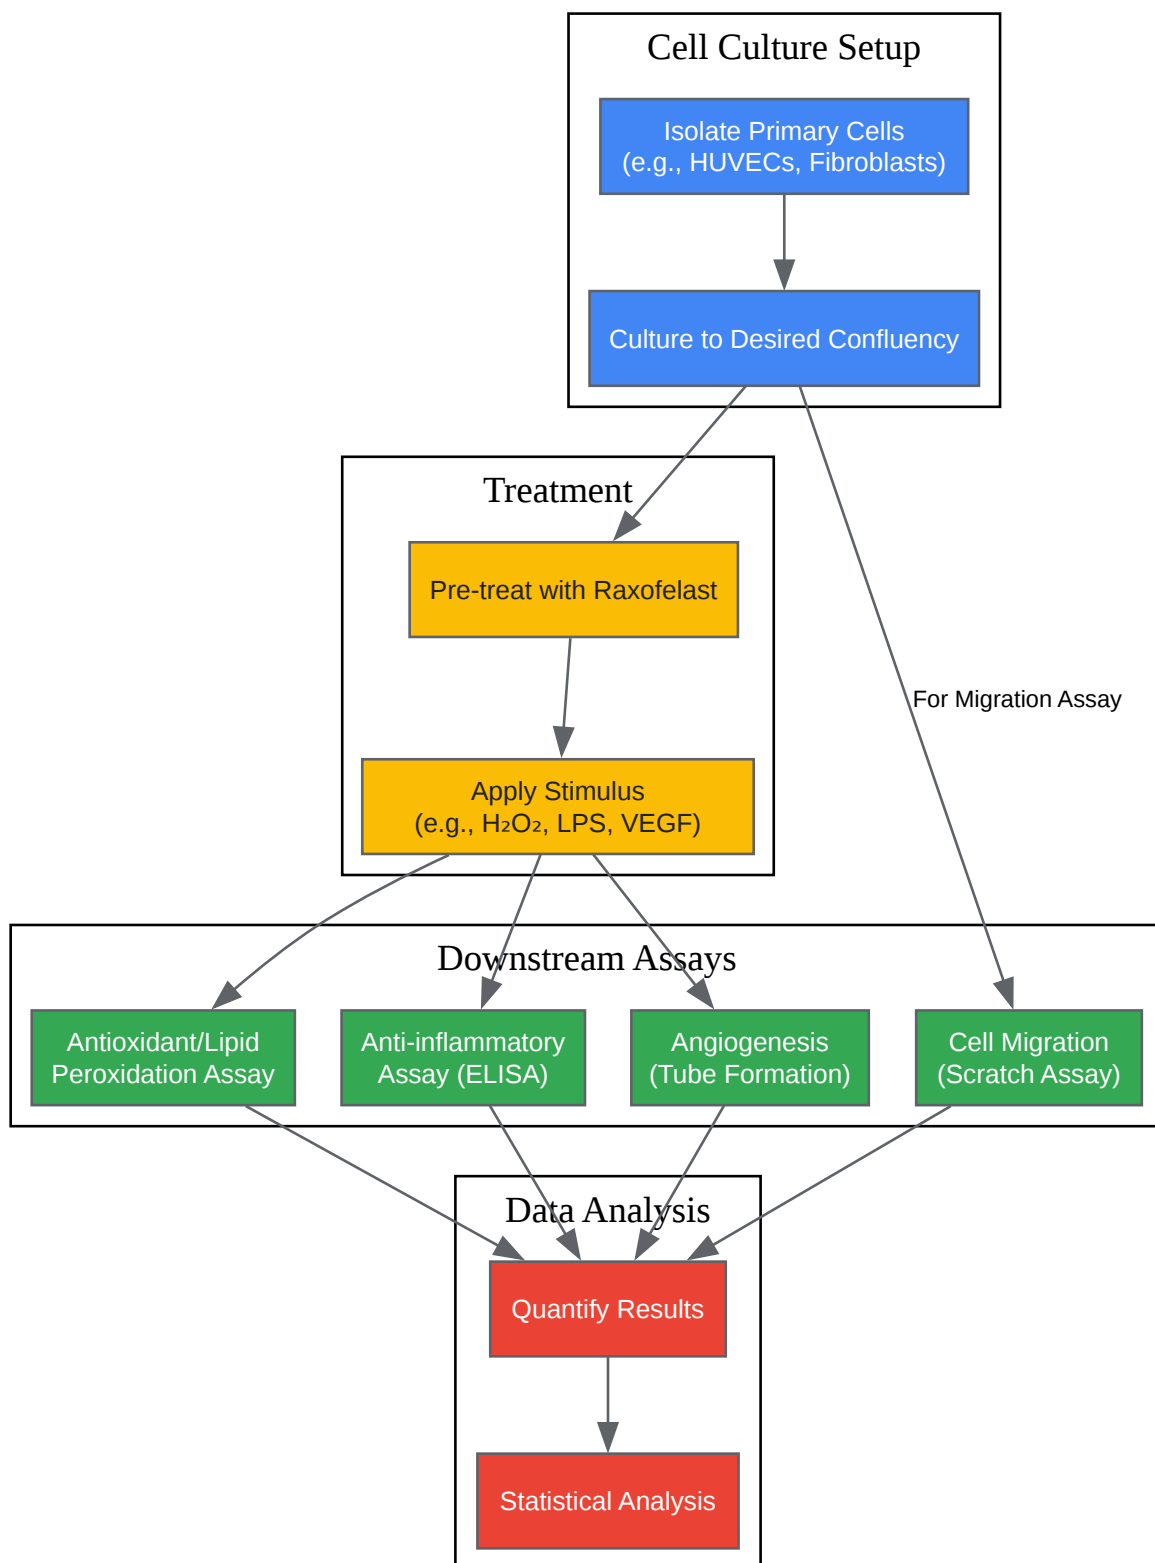 Cell Culture Setup
Isolate Primary Cells
(e.g., HUVECs, Fibroblasts)
Culture to Desired Confluency
Treatment
Pre-treat with Raxofelast
For Migration Assay
Apply Stimulus
(e.g., H₂O₂, LPS, VEGF)
Downstream Assays
Antioxidant/Lipid
Peroxidation Assay
Anti-inflammatory
Assay (ELISA)
Angiogenesis
(Tube Formation)
Cell Migration
(Scratch Assay)
Data Analysis
Quantify Results
Statistical Analysis